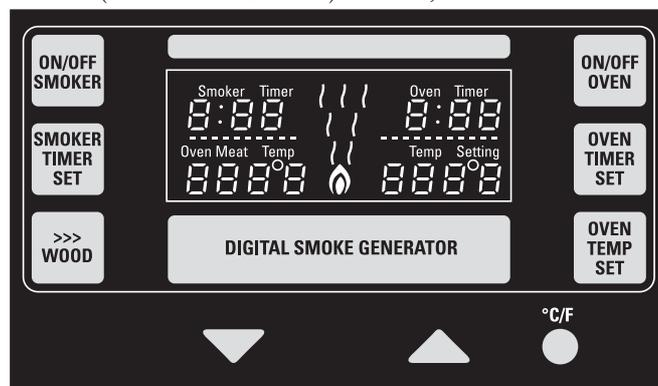 ON/OFF
SMOKER
SMOKER
TIMER
SET
>>>
WOOD
Smoker Timer
8:88
Oven Timer
8:88
Oven Meat Temp
888°8
Temp Setting
888°8
DIGITAL SMOKE GENERATOR
ON/OFF
OVEN
OVEN
TIMER
SET
OVEN
TEMP
SET
°C/F